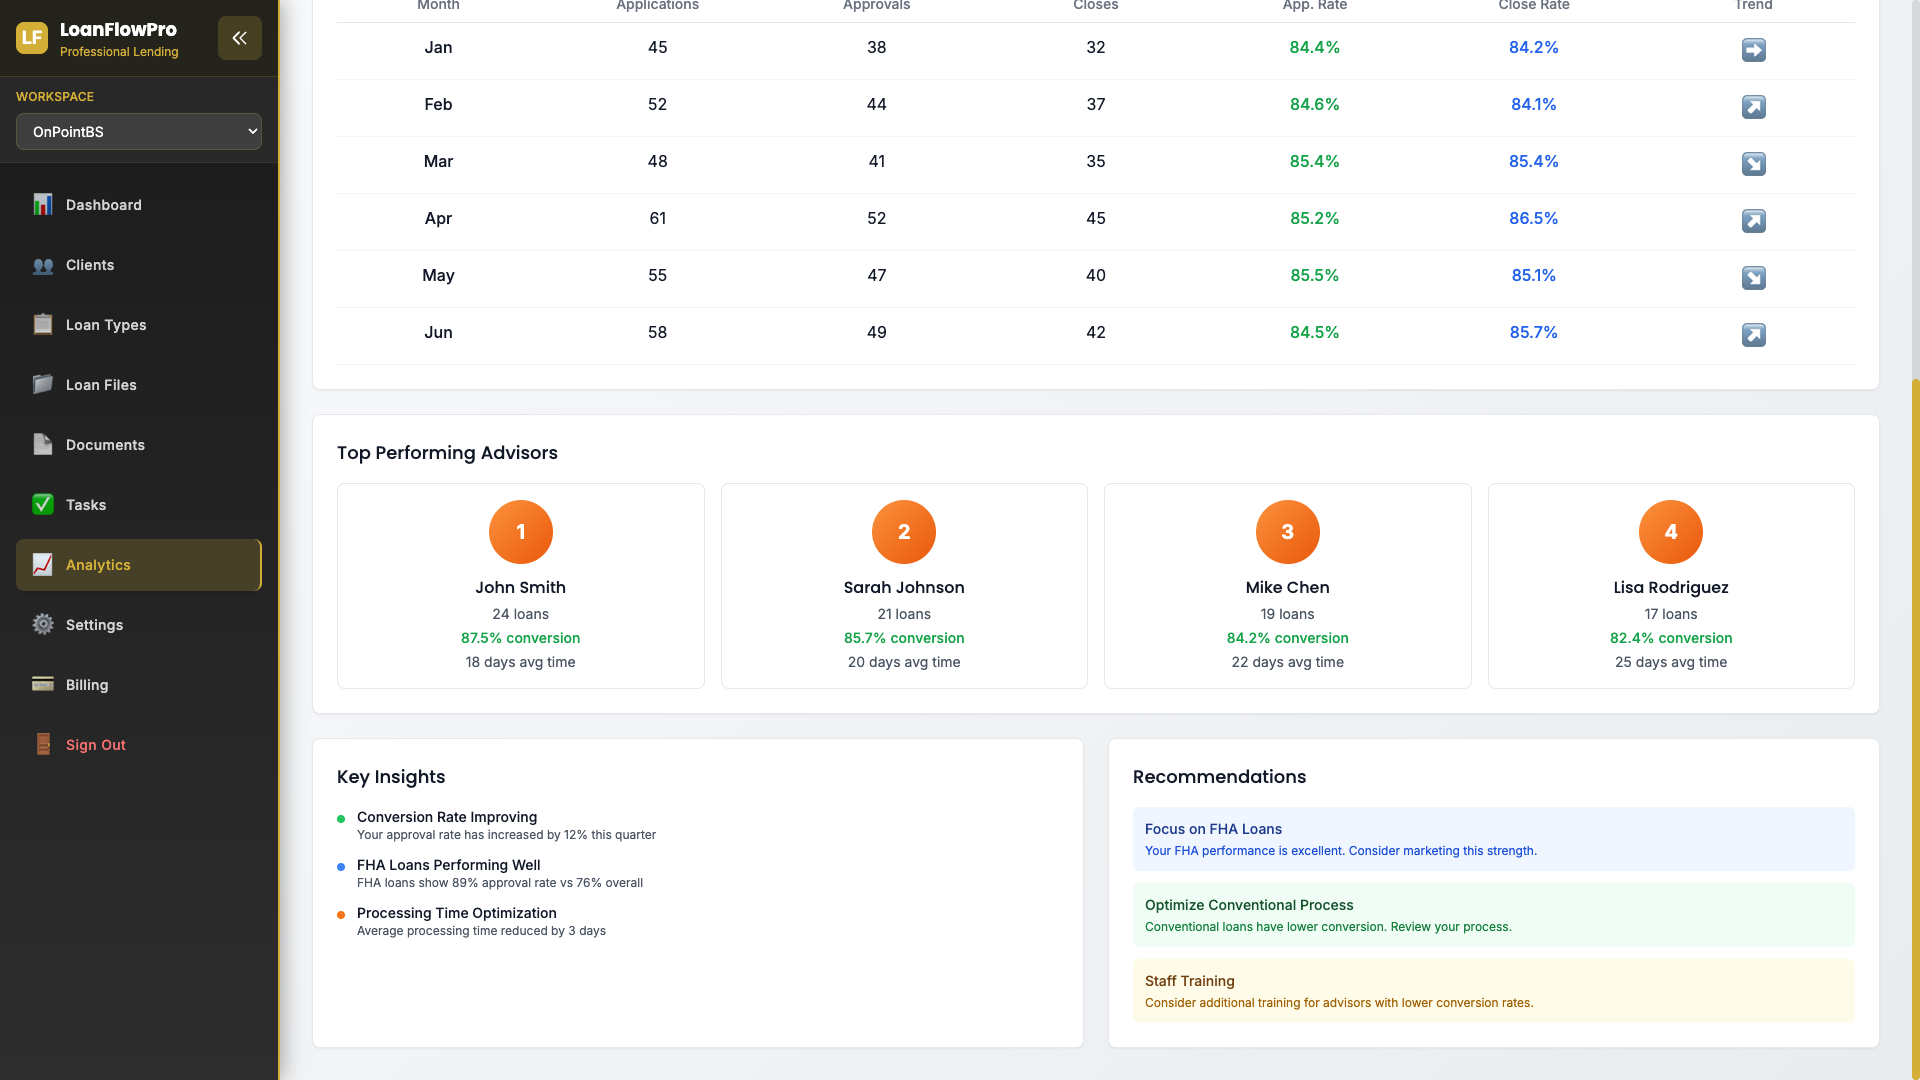 LF
LoanFlowPro
Professional Lending
WORKSPACE
OnPointBS
Dashboard
Clients
Loan Types
Loan Files
Documents
Tasks
Analytics
Settings
Billing
Sign Out
Month Applications Approvals Closes App. Rate Close Rate Trend
Jan 45 38 32 84.4% 84.2%
Feb 52 44 37 84.6% 84.1%
Mar 48 41 35 85.4% 85.4%
Apr 61 52 45 85.2% 86.5%
May 55 47 40 85.5% 85.1%
Jun 58 49 42 84.5% 85.7%
Top Performing Advisors
1
John Smith
24 loans
87.5% conversion
18 days avg time
2
Sarah Johnson
21 loans
85.7% conversion
20 days avg time
3
Mike Chen
19 loans
84.2% conversion
22 days avg time
4
Lisa Rodriguez
17 loans
82.4% conversion
25 days avg time
Key Insights
Conversion Rate Improving
Your approval rate has increased by 12% this quarter
FHA Loans Performing Well
FHA loans show 89% approval rate vs 76% overall
Processing Time Optimization
Average processing time reduced by 3 days
Recommendations
Focus on FHA Loans
Your FHA performance is excellent. Consider marketing this strength.
Optimize Conventional Process
Conventional loans have lower conversion. Review your process.
Staff Training
Consider additional training for advisors with lower conversion rates.